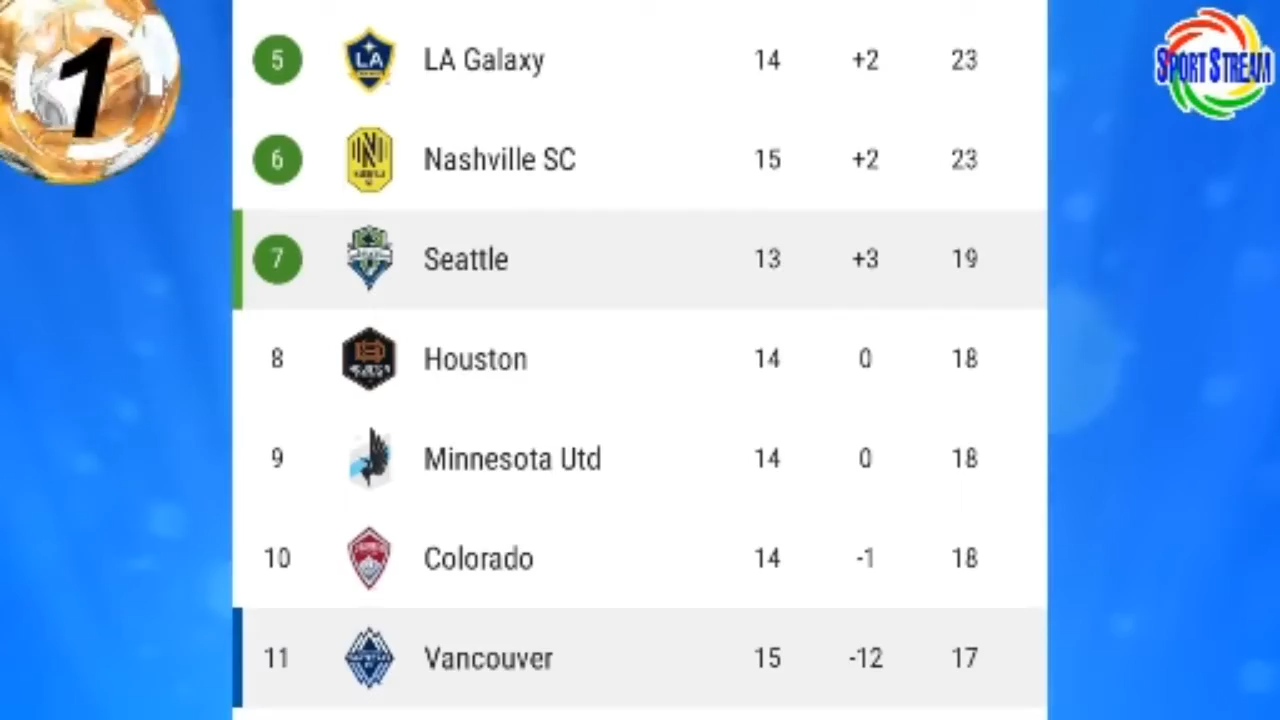 1
SPORT STREAM
5 LA LA Galaxy 14 +2 23
6 Nashville SC 15 +2 23
7 Seattle 13 +3 19
8 Houston 14 0 18
9 Minnesota Utd 14 0 18
10 Colorado 14 -1 18
11 Vancouver 15 -12 17